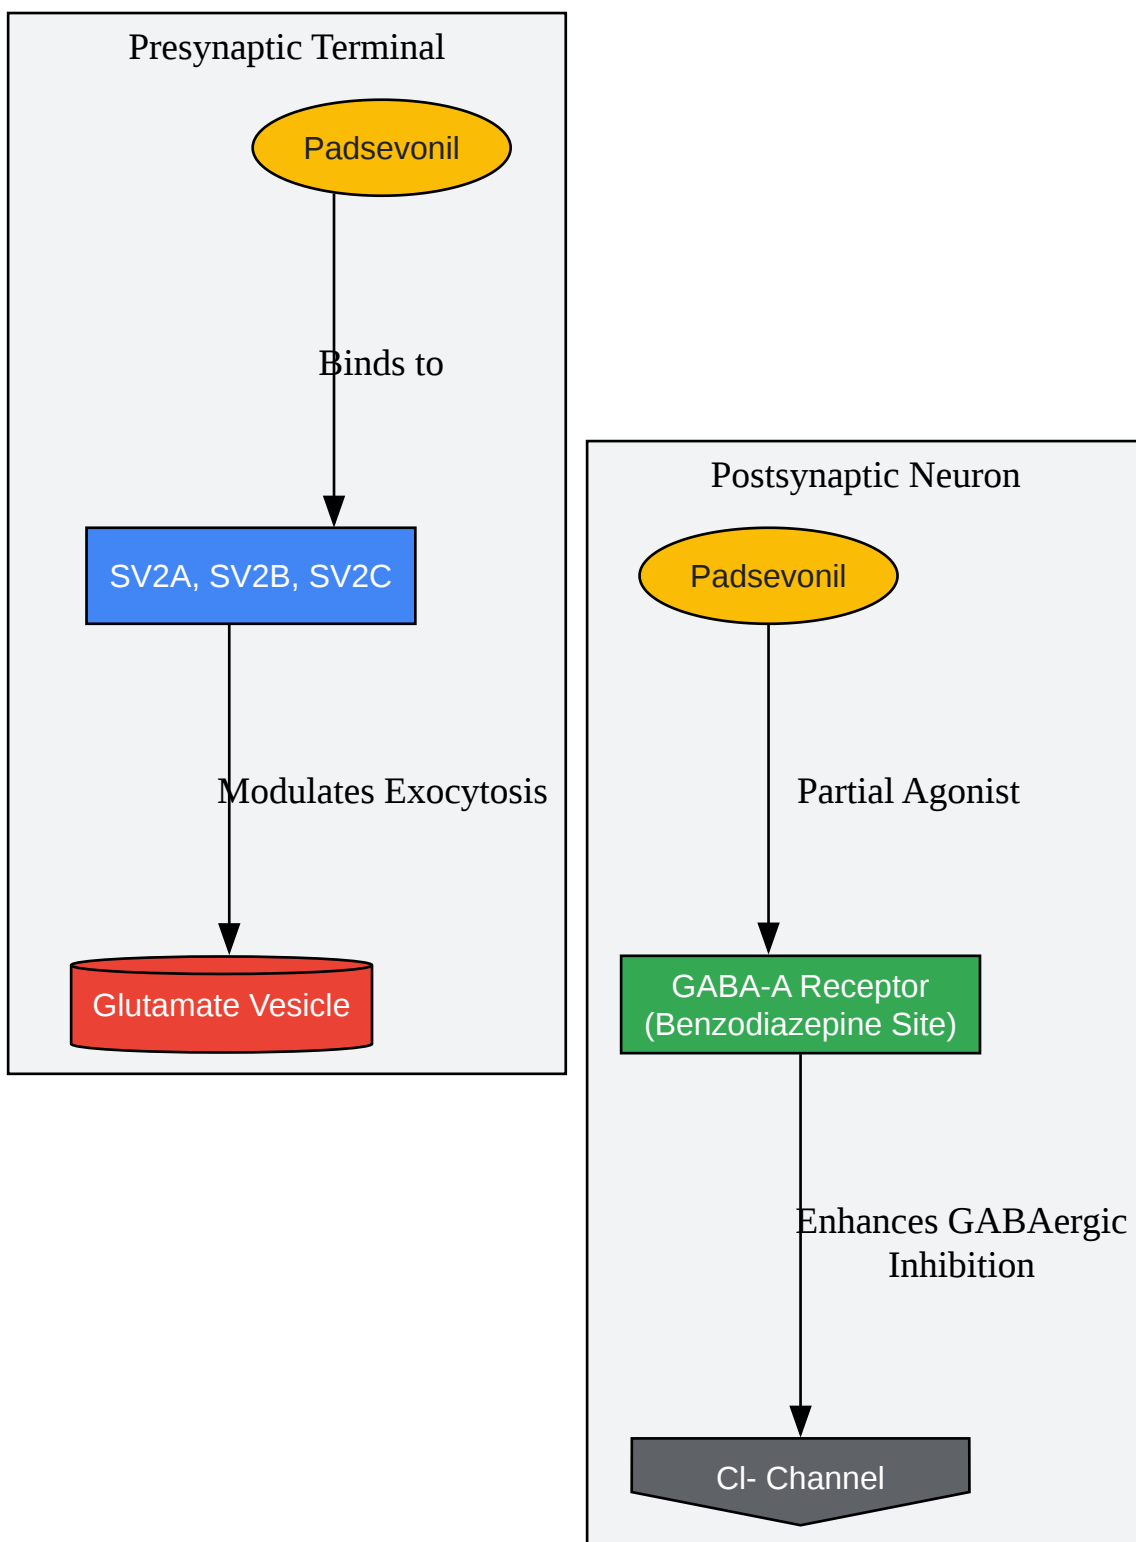 Presynaptic Terminal
Padsevonil
Binds to
SV2A, SV2B, SV2C
Modulates Exocytosis
Glutamate Vesicle
Postsynaptic Neuron
Padsevonil
Partial Agonist
GABA-A Receptor
(Benzodiazepine Site)
Enhances GABAergic
Inhibition
Cl- Channel